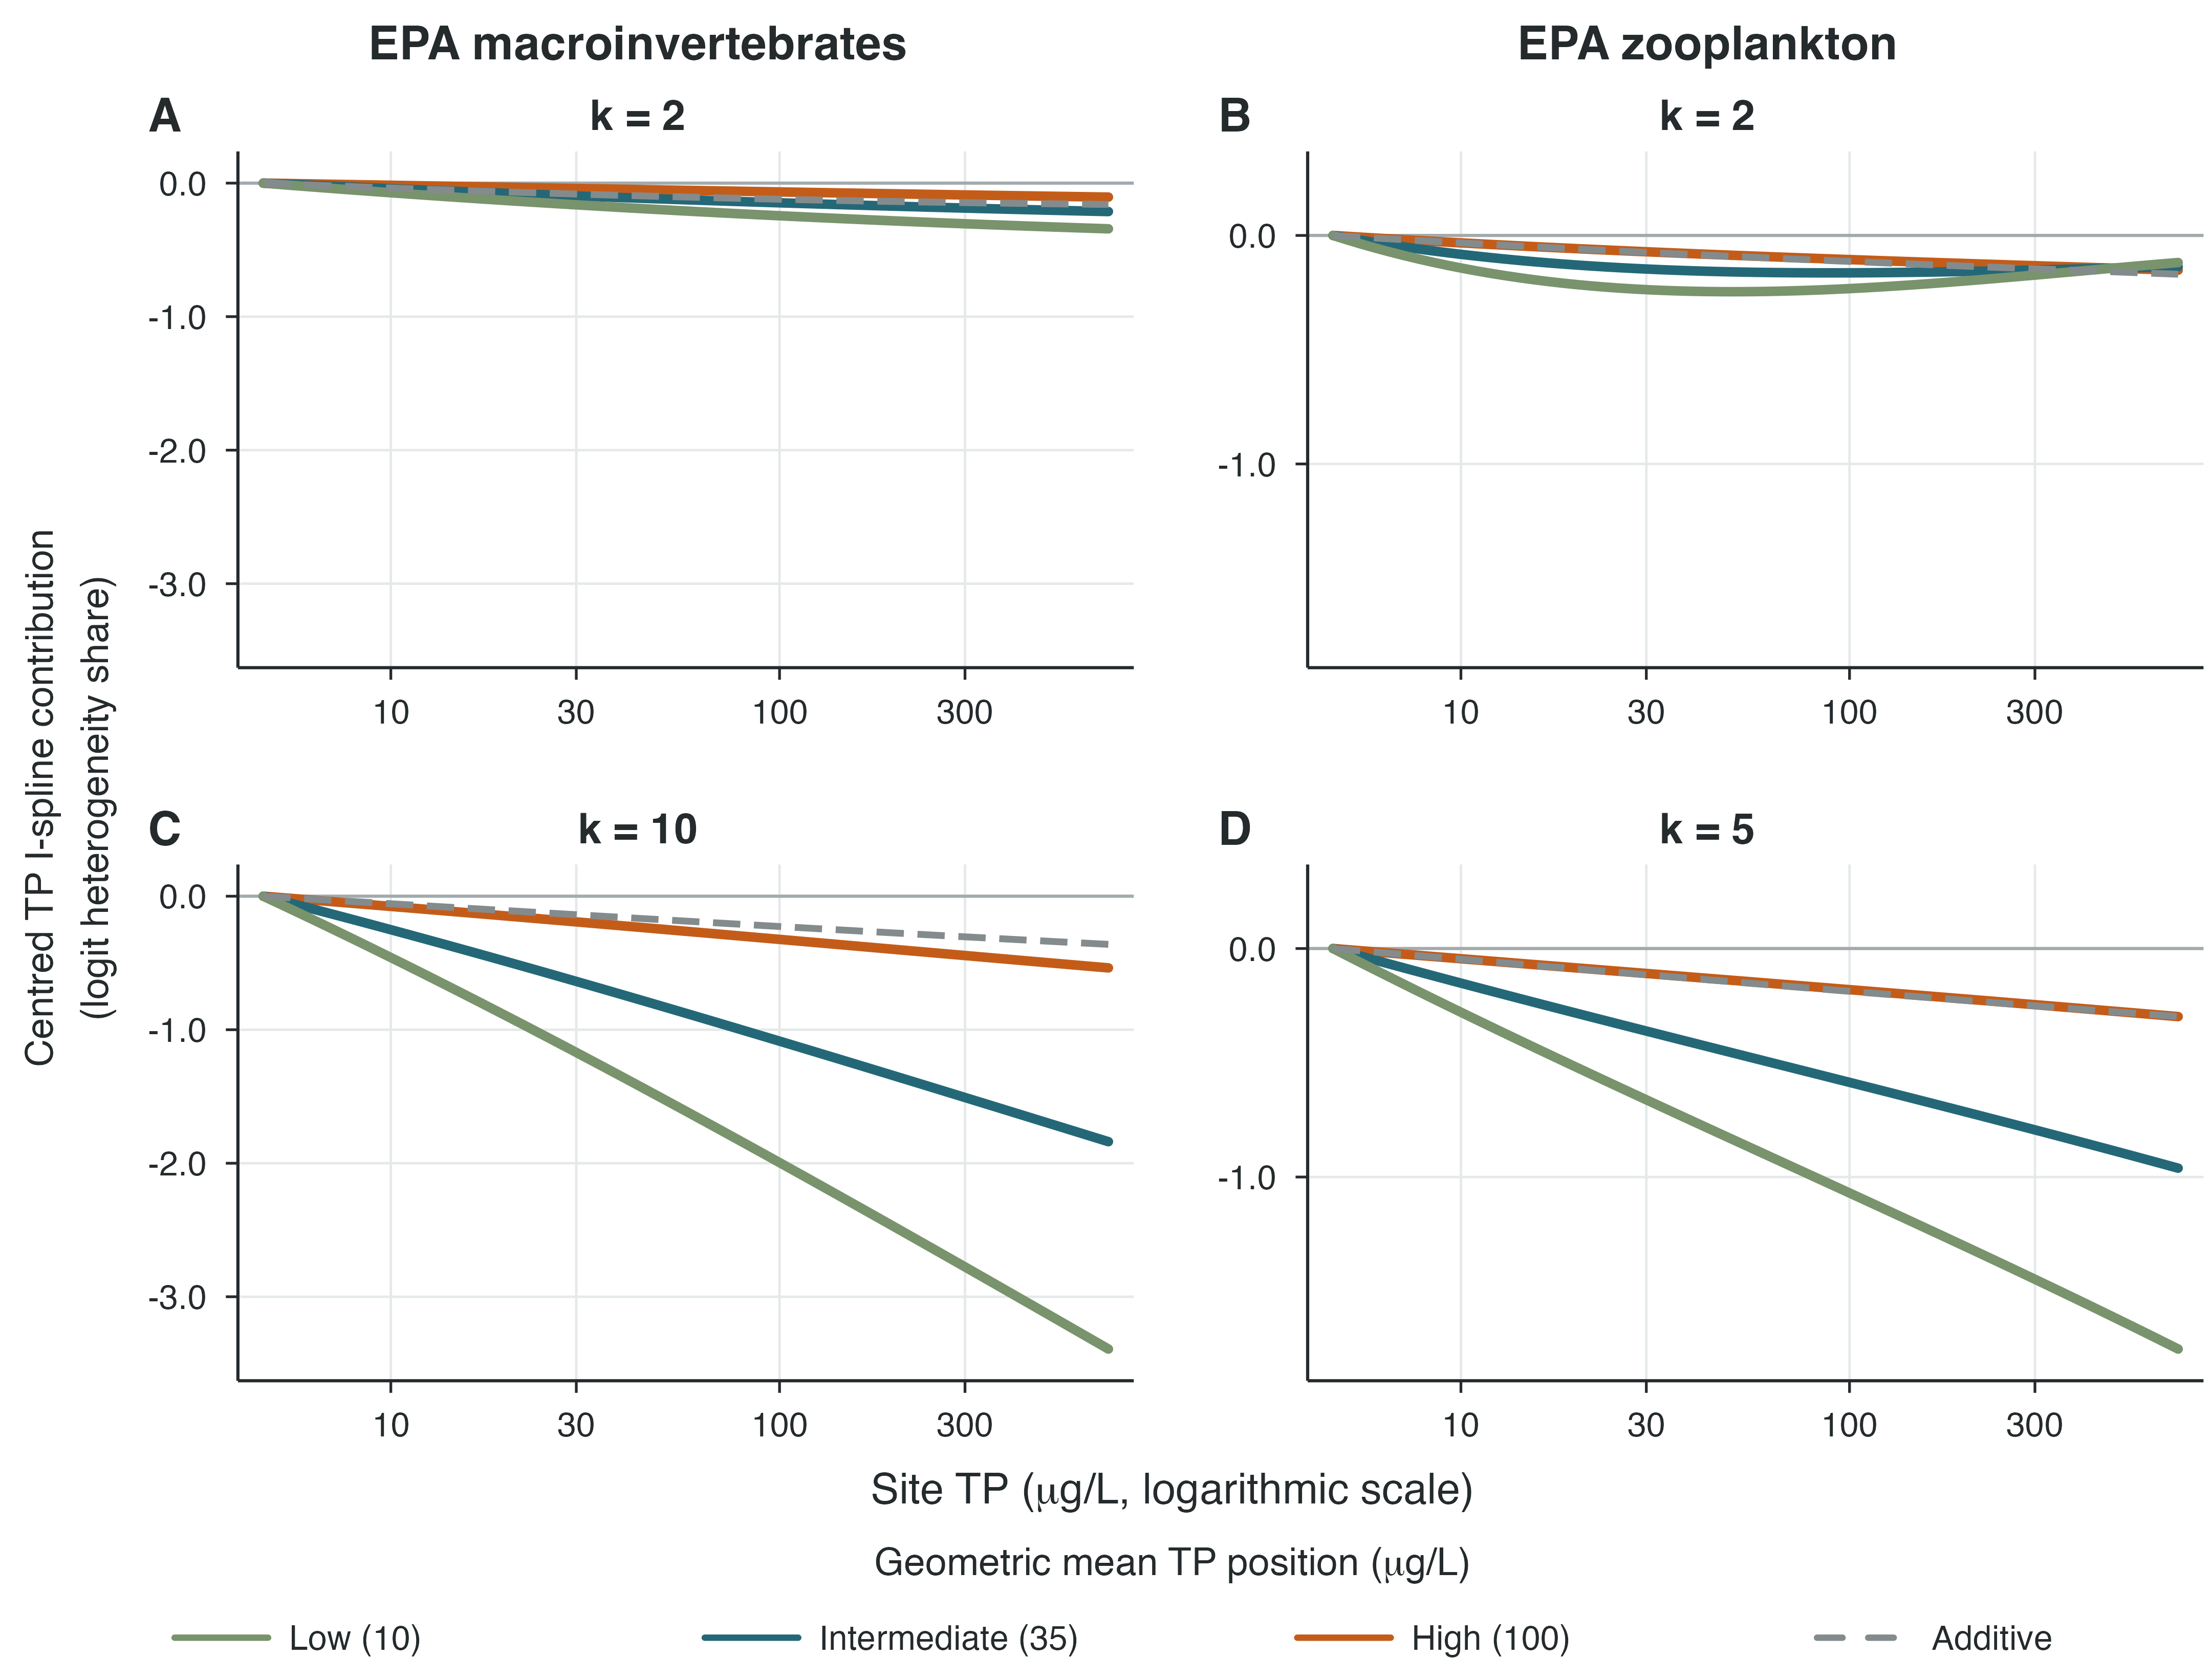 EPA macroinvertebrates
EPA zooplankton
A
k = 2
0.0
-1.0
-2.0
-3.0
10
30
100
300
B
k = 2
0.0
-1.0
10
30
100
300
C
k = 10
0.0
-1.0
-2.0
-3.0
10
30
100
300
D
k = 5
0.0
-1.0
10
30
100
300
Centred TP I-spline contribution
(logit heterogeneity share)
Site TP (μg/L, logarithmic scale)
Geometric mean TP position (μg/L)
Low (10)
Intermediate (35)
High (100)
Additive